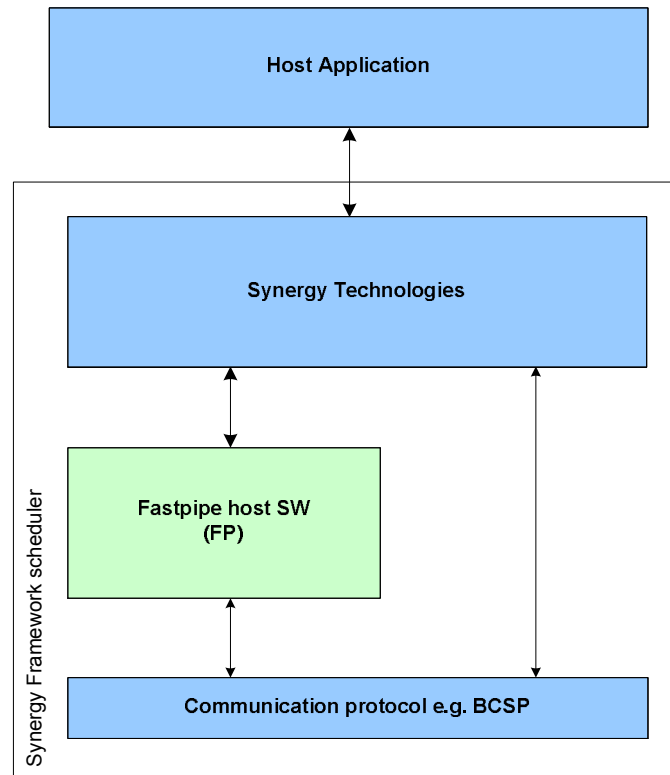 Host Application
Synergy Technologies
Fastpipe host SW
(FP)
Communication protocol e.g. BCSP
Synergy Framework scheduler